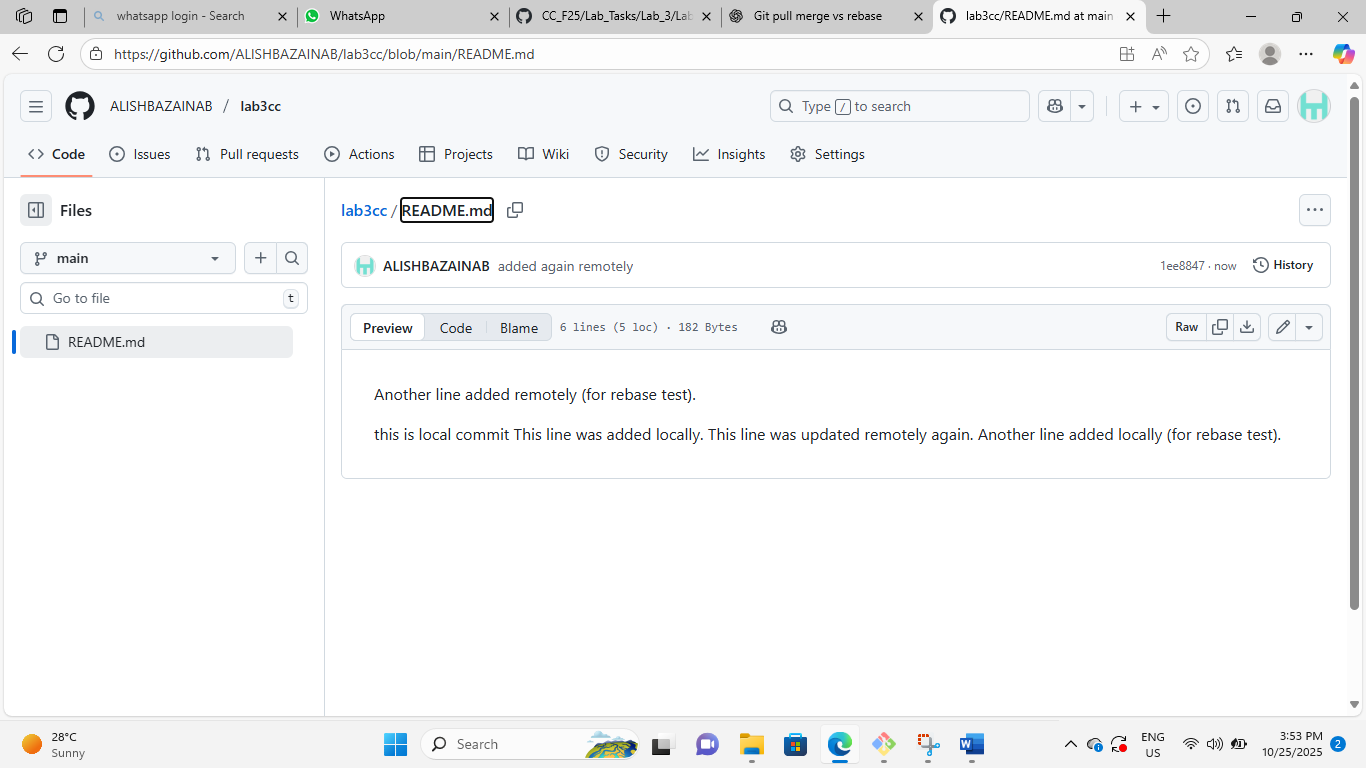 whatsapp login - Search
WhatsApp
CC_F25/Lab_Tasks/Lab_3/Lab
Git pull merge vs rebase
lab3cc/README.md at main
https://github.com/ALISHBAZAINAB/lab3cc/blob/main/README.md
ALISHBAZAINAB / lab3cc
Type / to search
Code
Issues
Pull requests
Actions
Projects
Wiki
Security
Insights
Settings
Files
main
Go to file
t
README.md
lab3cc / README.md
ALISHBAZAINAB added again remotely
1ee8847 · now
History
Preview
Code
Blame
6 lines (5 loc) · 182 Bytes
Raw
Another line added remotely (for rebase test).
this is local commit This line was added locally. This line was updated remotely again. Another line added locally (for rebase test).
28°C
Sunny
Search
ENG
US
3:53 PM
10/25/2025
2